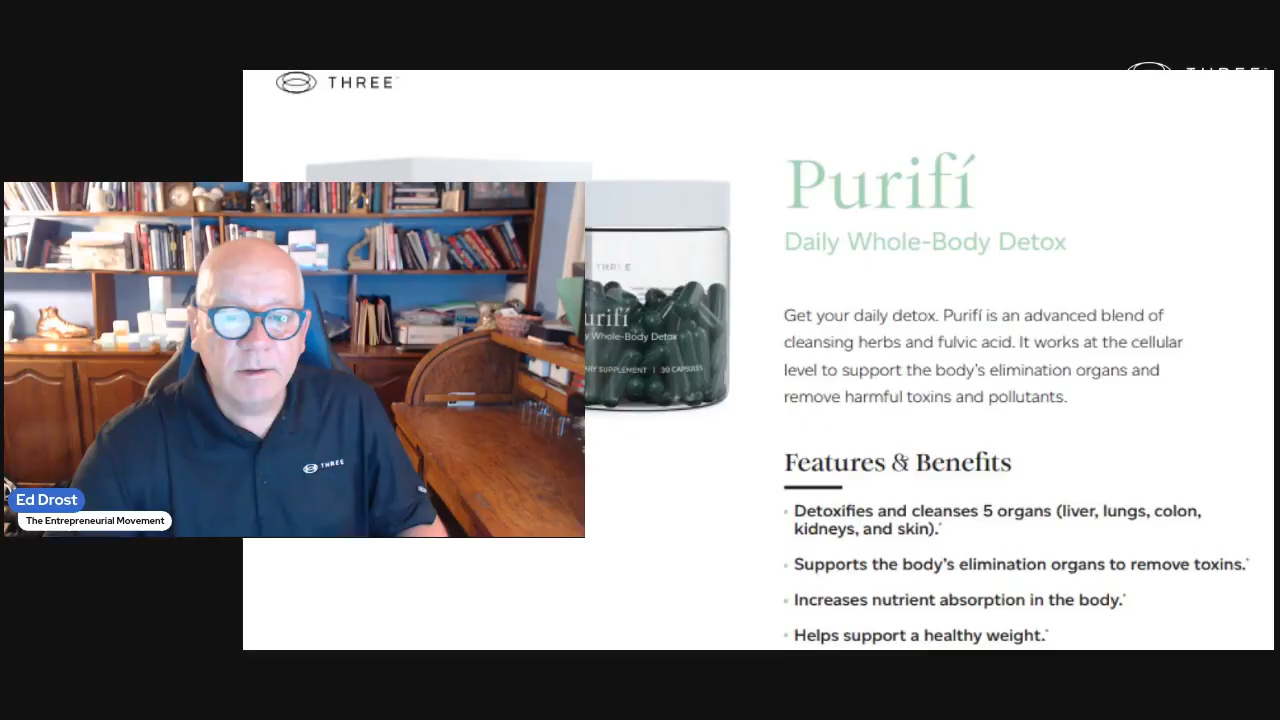 THREE
THREE
Purifí
Daily Whole-Body Detox
Get your daily detox. Purifí is an advanced blend of
cleansing herbs and fulvic acid. It works at the cellular
level to support the body's elimination organs and
remove harmful toxins and pollutants.
Features & Benefits
Detoxifies and cleanses 5 organs (liver, lungs, colon,
kidneys, and skin).*
Supports the body's elimination organs to remove toxins.*
Increases nutrient absorption in the body.*
Helps support a healthy weight.*
THREE
urifí
Whole-Body Detox
SUPPLEMENT | 30 CAPSULES
THREE
Ed Drost
The Entrepreneurial Movement